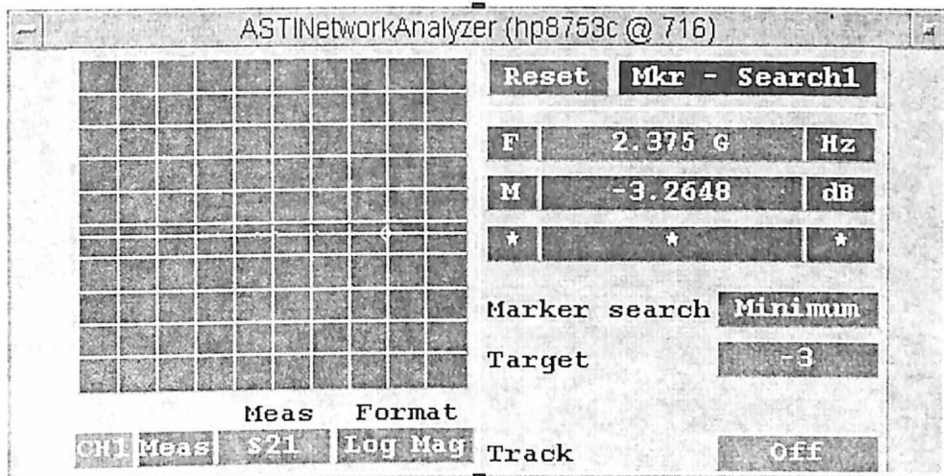 ASTINetworkAnalyzer (hp8753c @ 716)
Reset Mkr - Search1
F 2.375 G Hz
M -3.2648 dB
* * *
Marker search Minimum
Target -3
Meas Format
CH1 Meas S21 Log Mag
Track Off